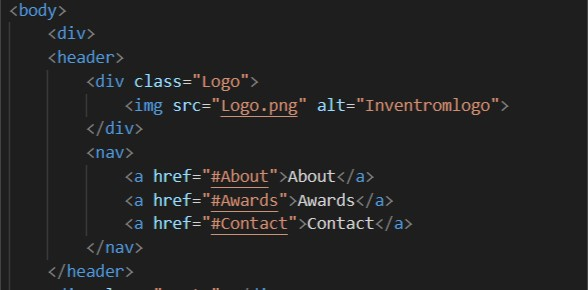 <body>
<div>
<header>
<div class="Logo">
<img src="Logo.png" alt="Inventromlogo">
</div>
<nav>
<a href="#About">About</a>
<a href="#Awards">Awards</a>
<a href="#Contact">Contact</a>
</nav>
</header>